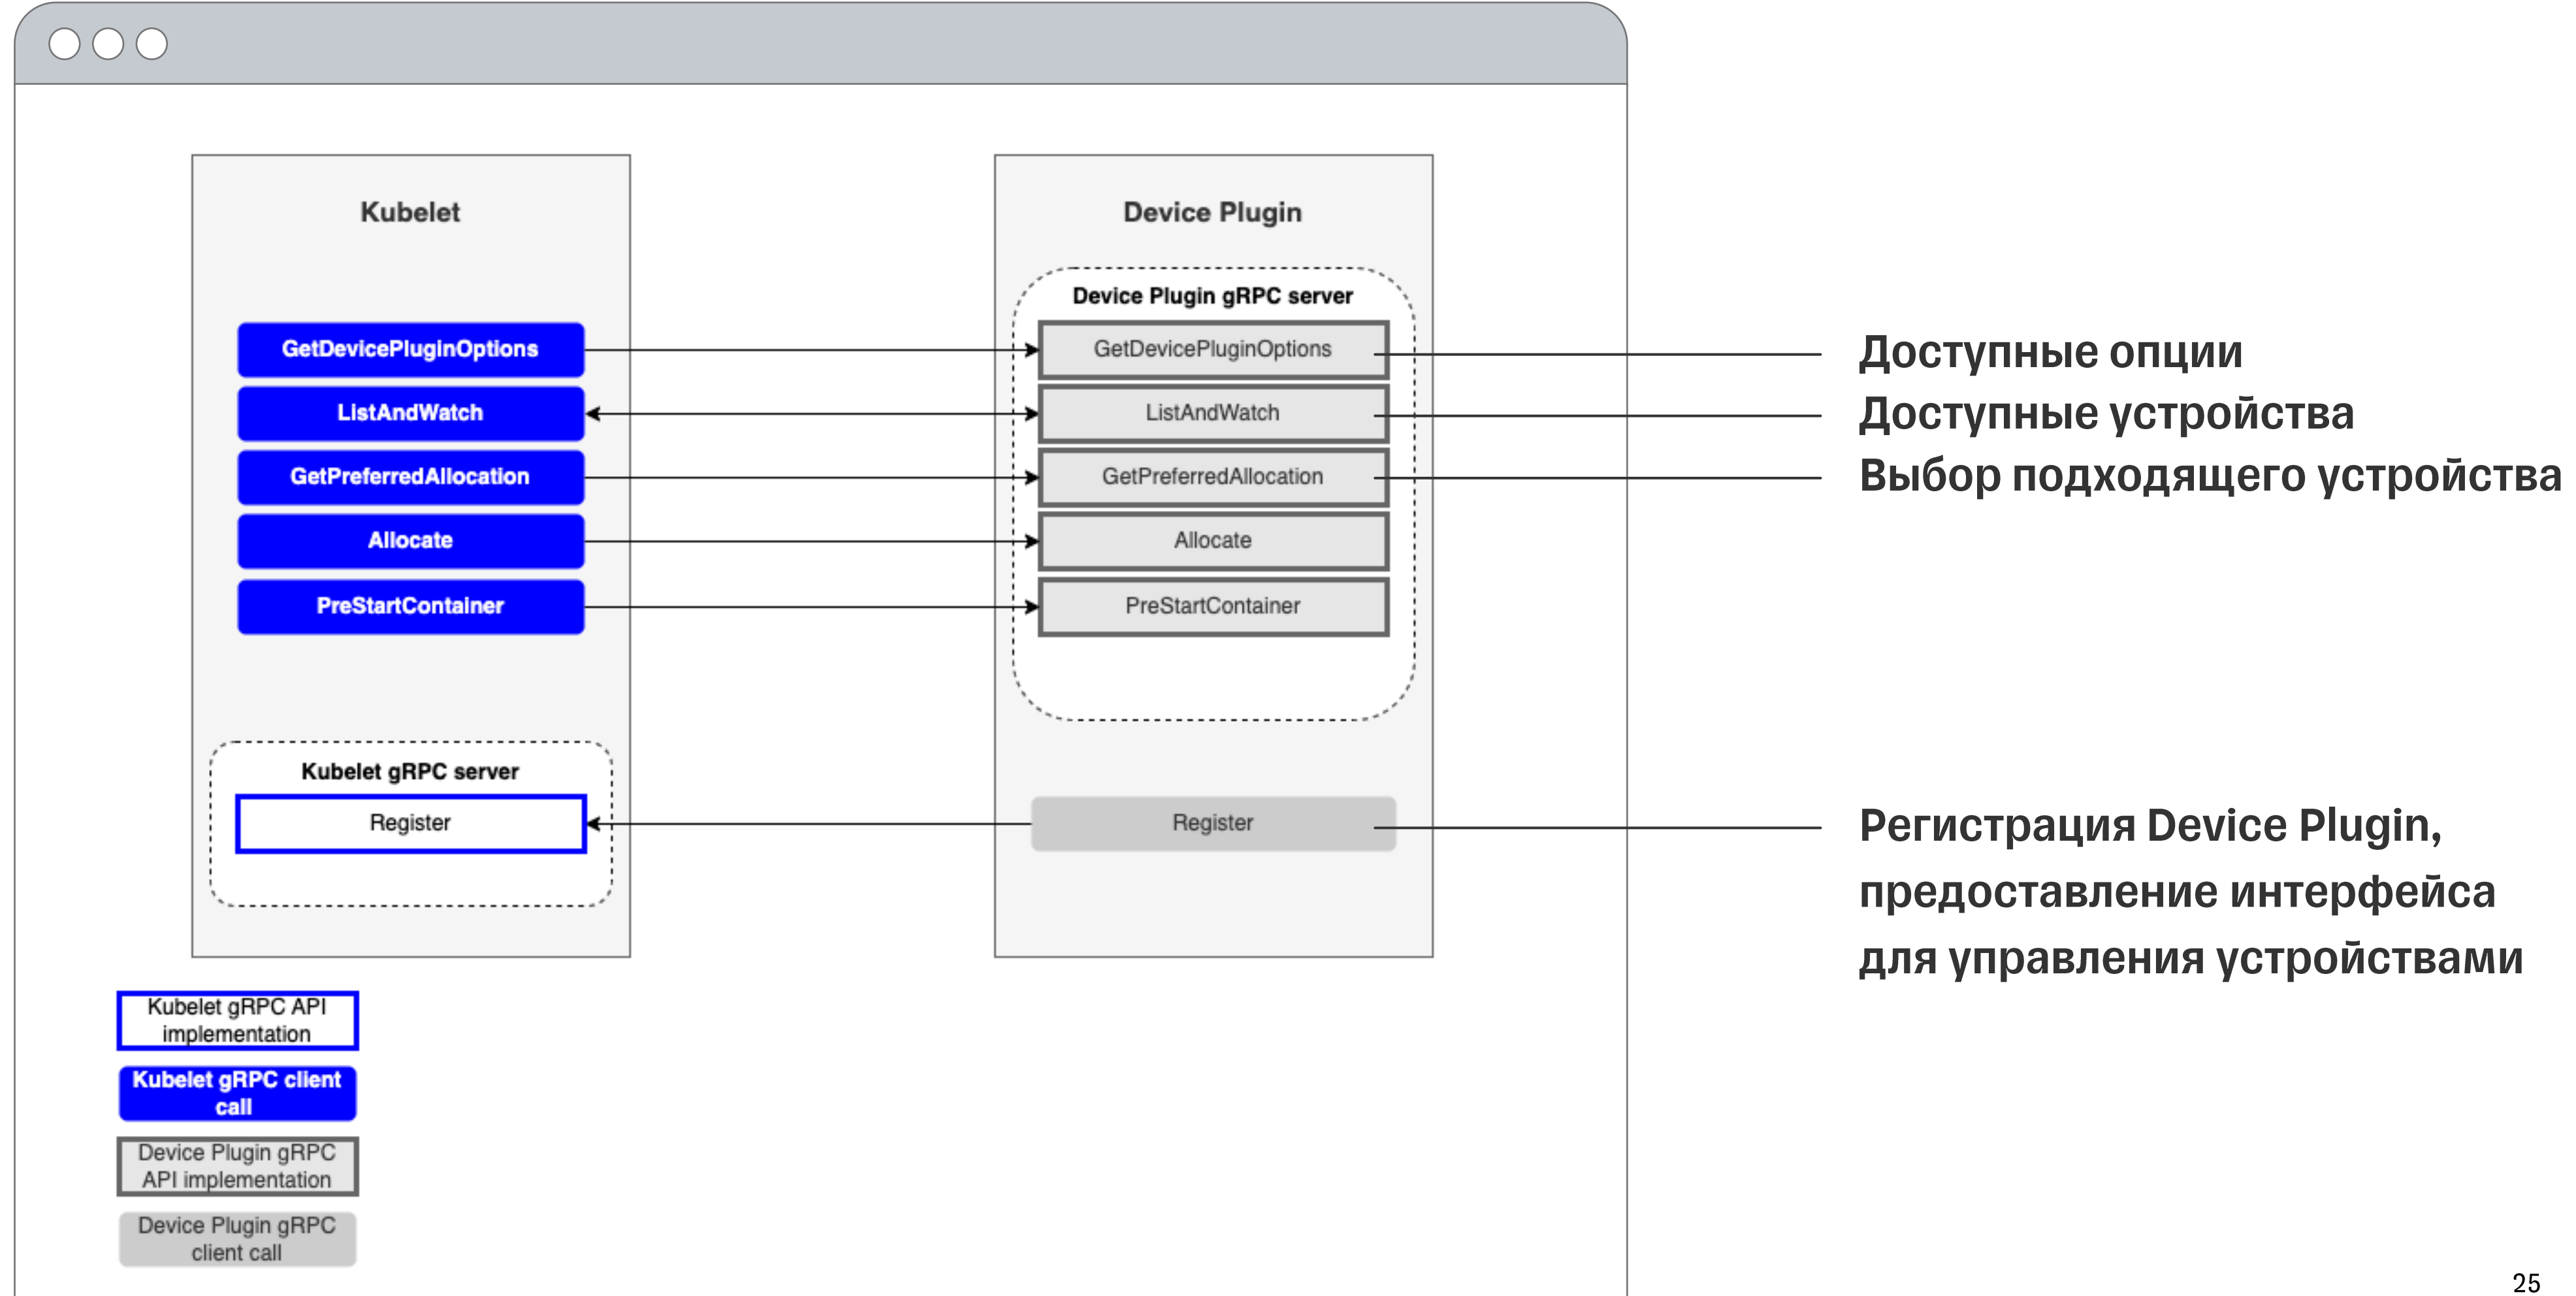 Kubelet
GetDevicePluginOptions
ListAndWatch
GetPreferredAllocation
Allocate
PreStartContainer
Kubelet gRPC server
Register
Device Plugin
Device Plugin gRPC server
GetDevicePluginOptions
ListAndWatch
GetPreferredAllocation
Allocate
PreStartContainer
Register
Доступные опции
Доступные устройства
Выбор подходящего устройства
Регистрация Device Plugin,
предоставление интерфейса
для управления устройствами
Kubelet gRPC API
implementation
Kubelet gRPC client
call
Device Plugin gRPC
API implementation
Device Plugin gRPC
client call
25